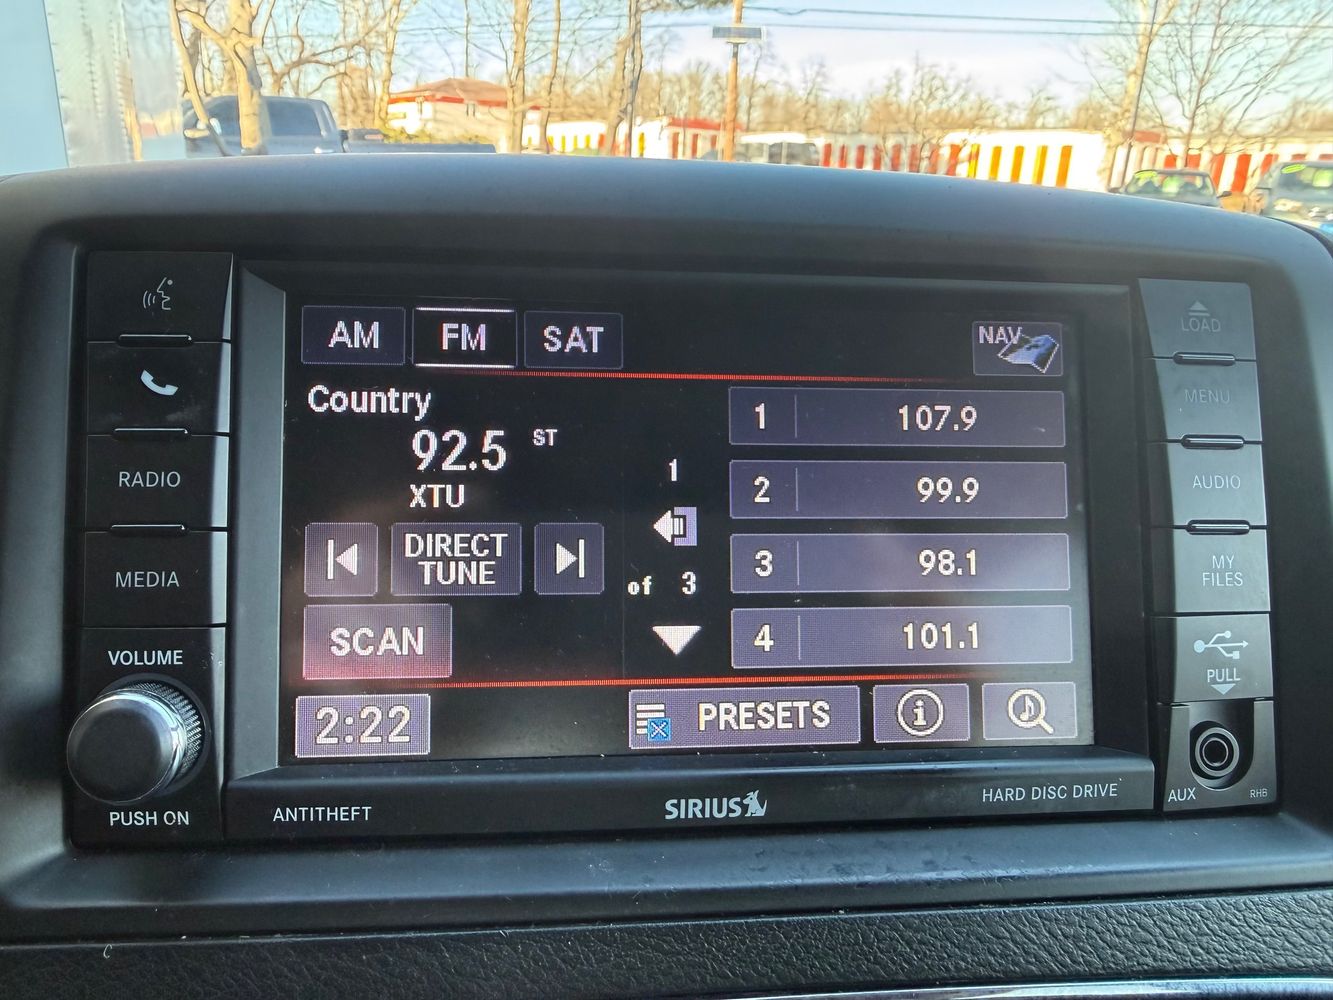 AM FM SAT NAV
Country
92.5 ST
XTU
DIRECT
TUNE
SCAN
2:22
1
of 3
1 107.9
2 99.9
3 98.1
4 101.1
PRESETS
i
RADIO
MEDIA
VOLUME
PUSH ON
LOAD
MENU
AUDIO
MY
FILES
PULL
AUX RHB
ANTITHEFT
SIRIUS
HARD DISC DRIVE